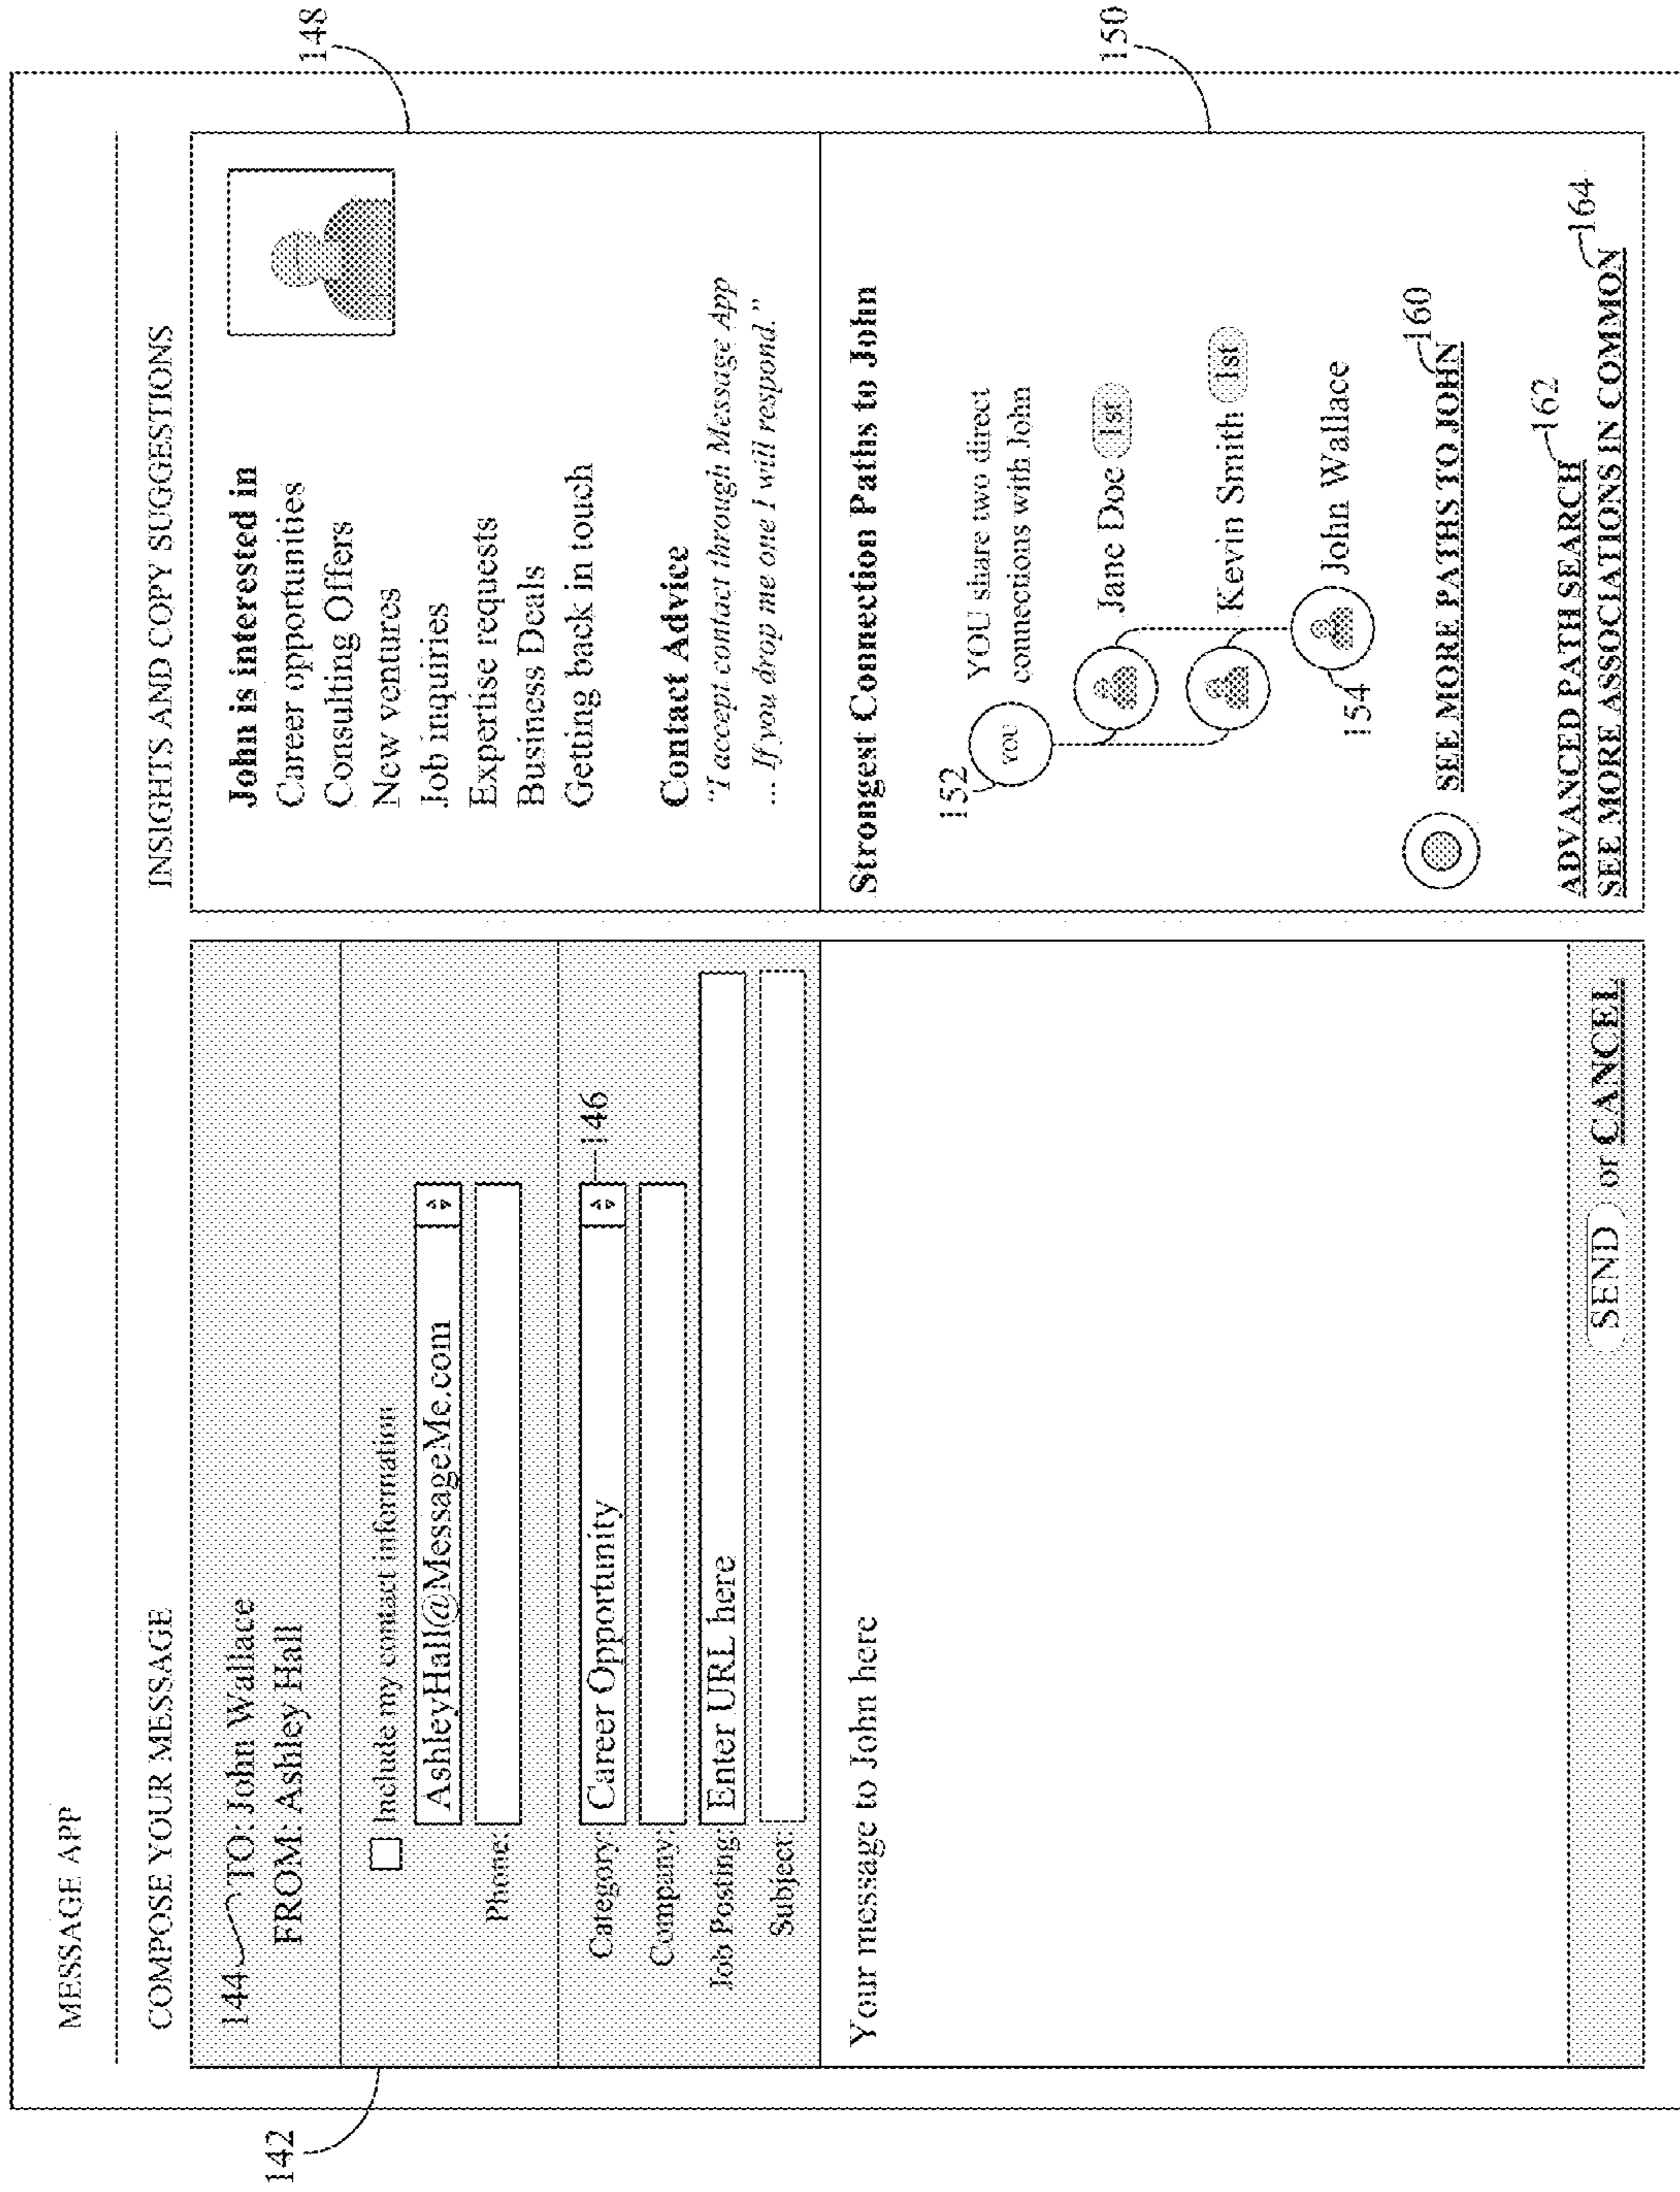 MESSAGE APP
COMPOSE YOUR MESSAGE
142
144
TO: John Wallace
FROM: Ashley Hall
Include my contact information
AshleyHall@MessageMe.com
Phone:
Category: Career Opportunity
146
Company:
Job Posting: Enter URL here
Subject:
Your message to John here
SEND or CANCEL
INSIGHTS AND COPY SUGGESTIONS
148
John is interested in
Career opportunities
Consulting Offers
New ventures
Job inquiries
Expertise requests
Business Deals
Getting back in touch
Contact Advice
"I accept contact through Message App
... If you drop me one I will respond."
150
Strongest Connection Paths to John
152
YOU
YOU share two direct
connections with John
Jane Doe 1st
Kevin Smith 1st
154
John Wallace
SEE MORE PATHS TO JOHN
160
ADVANCED PATH SEARCH
162
SEE MORE ASSOCIATIONS IN COMMON
164